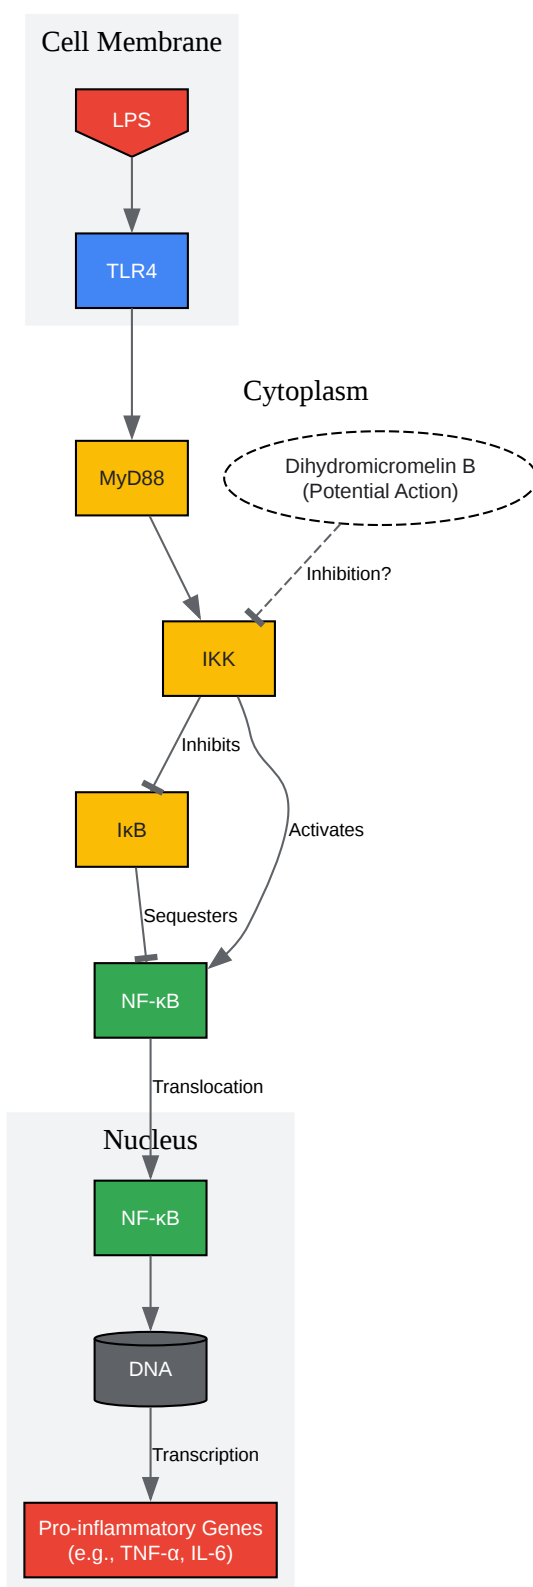 Cell Membrane
LPS
TLR4
Cytoplasm
MyD88
Dihydromicromelin B
(Potential Action)
Inhibition?
IKK
Inhibits
IκB
Activates
Sequesters
NF-κB
Translocation
Nucleus
NF-κB
DNA
Transcription
Pro-inflammatory Genes
(e.g., TNF-α, IL-6)